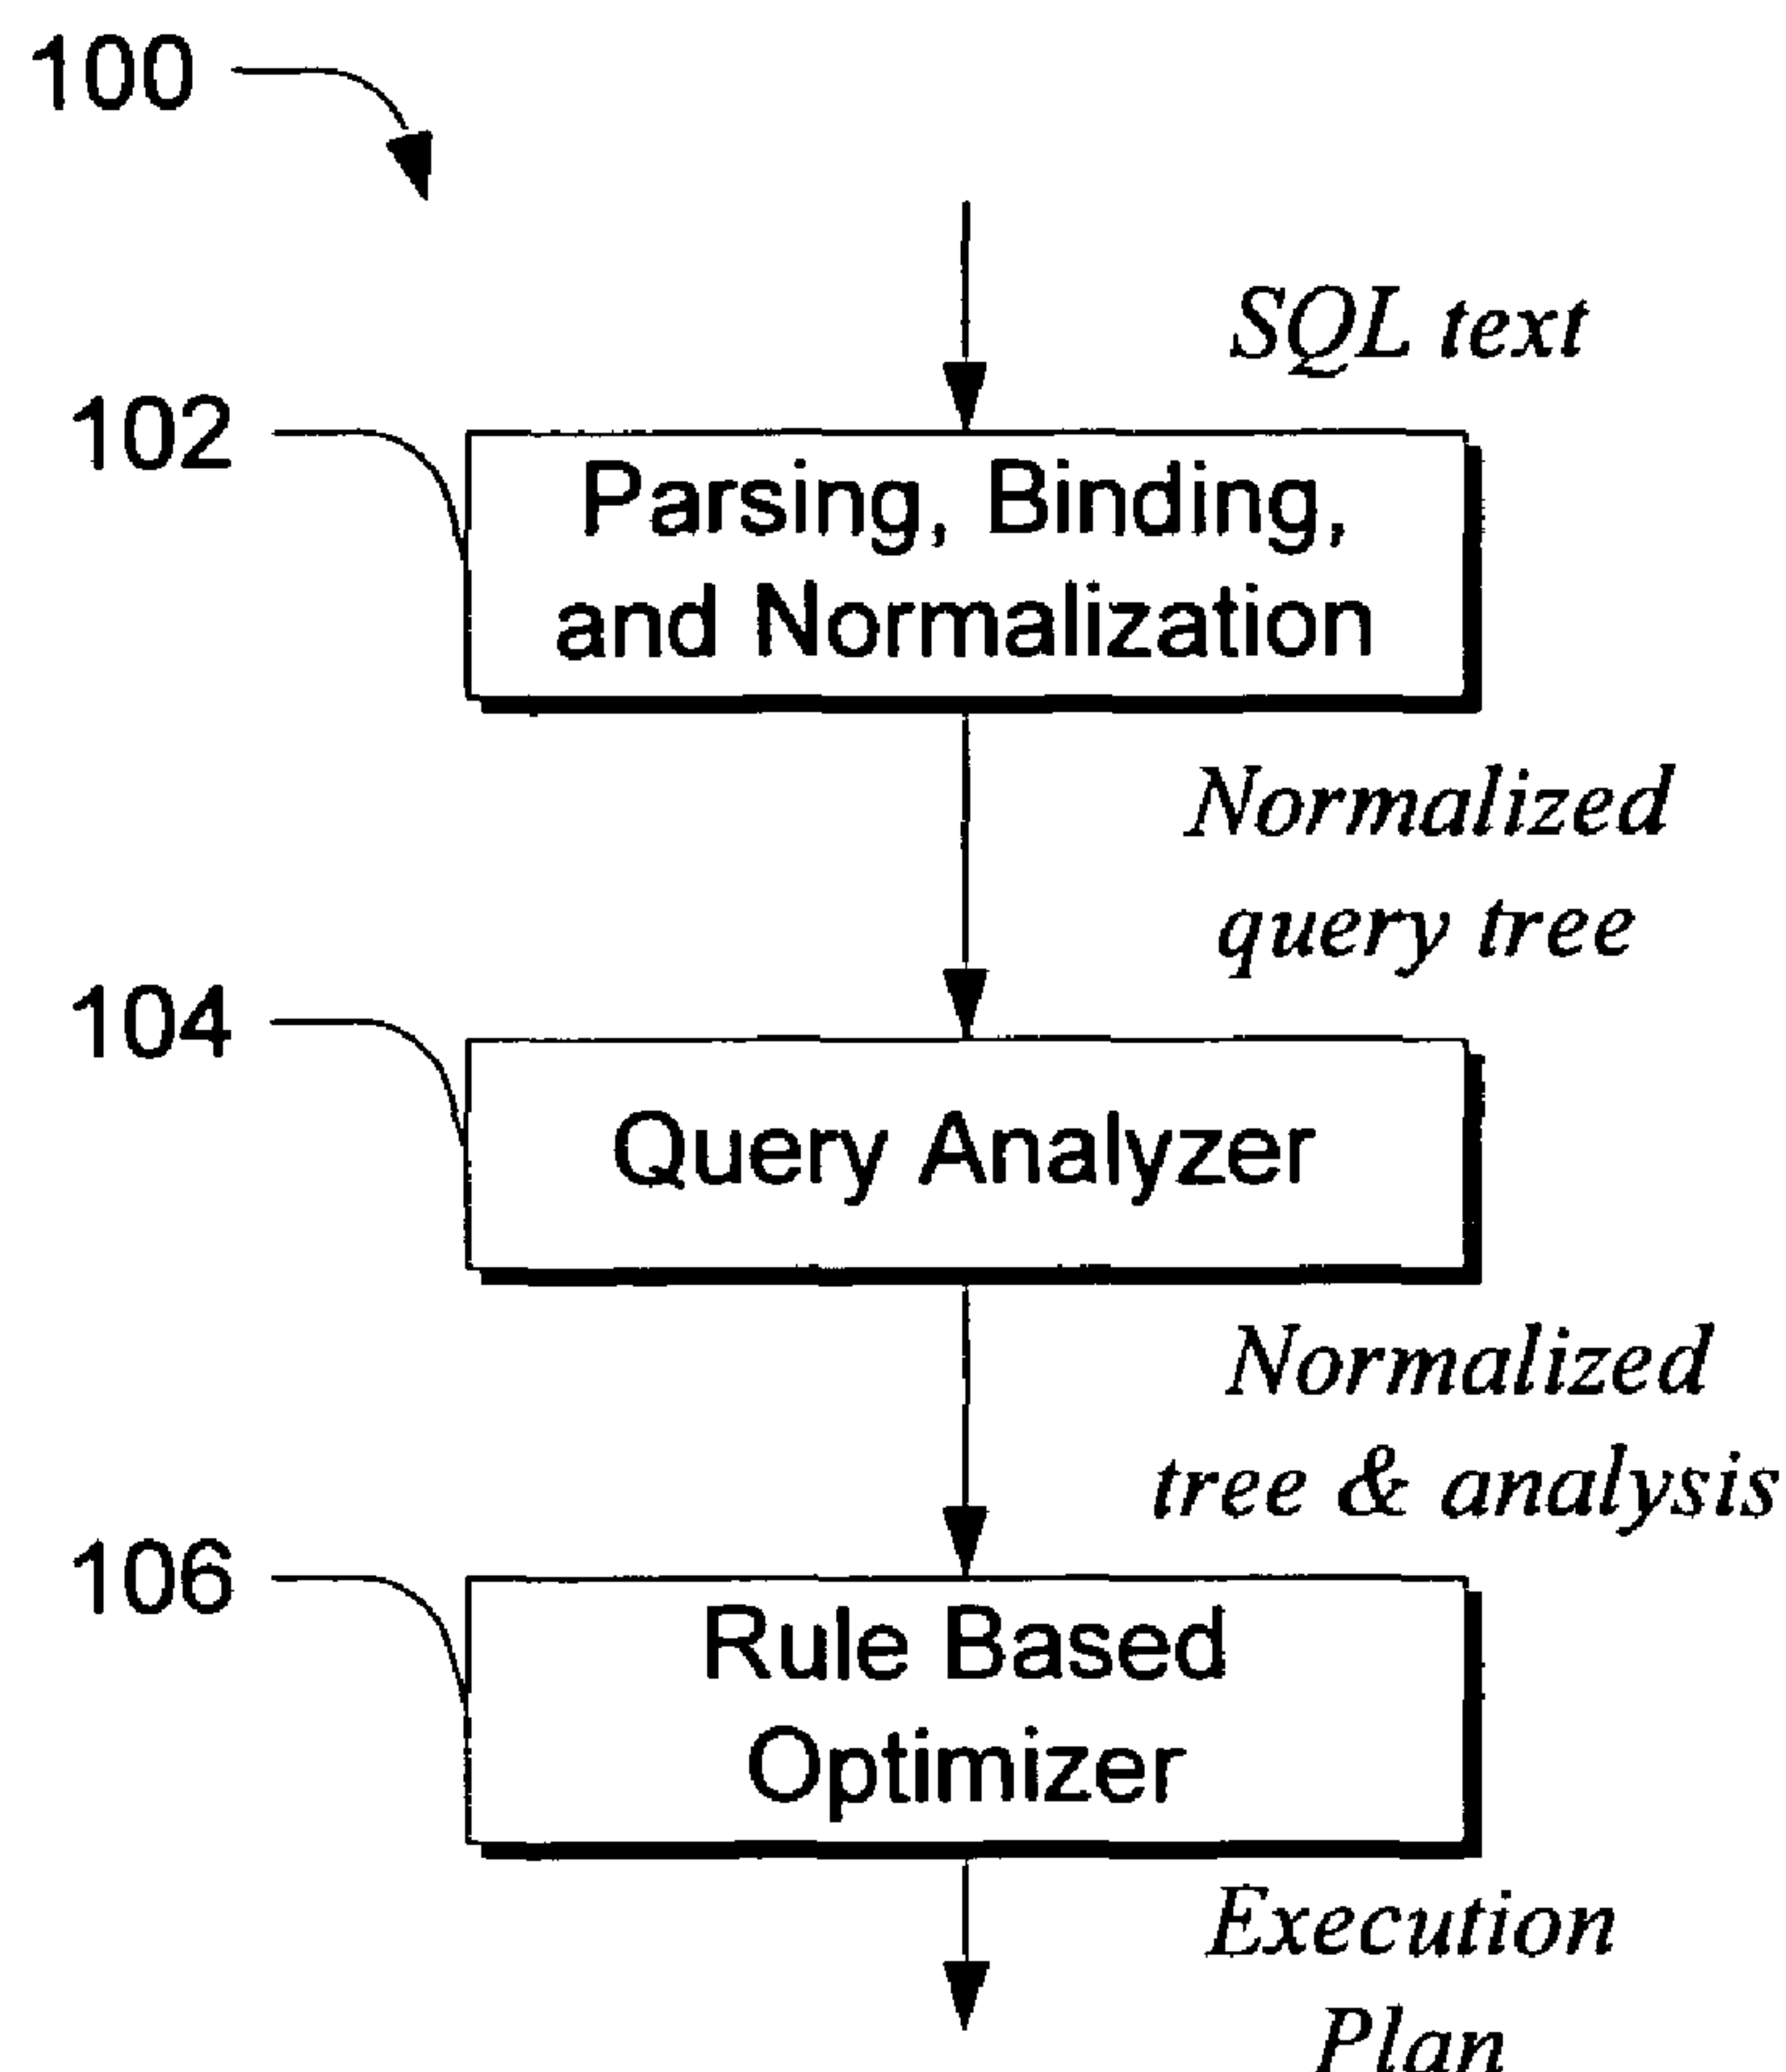 100
SQL text
102
Parsing, Binding,
and Normalization
Normalized
query tree
104
Query Analyzer
Normalized
tree & analysis
106
Rule Based
Optimizer
Execution
Plan